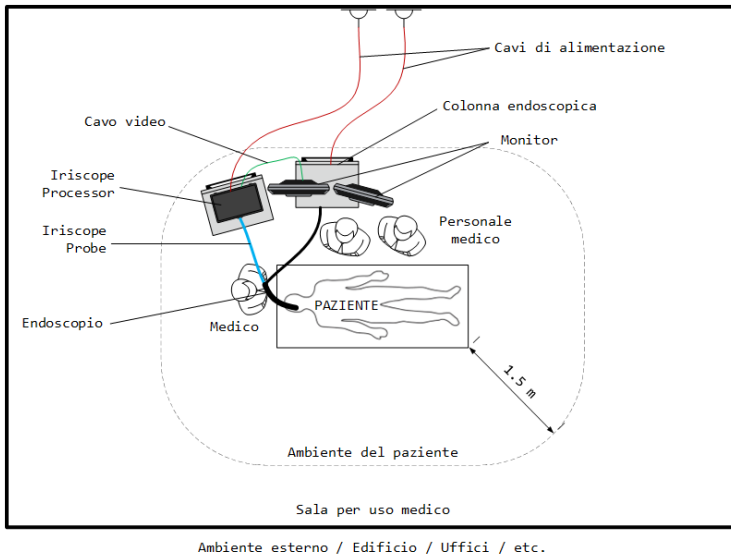 Cavi di alimentazione
Colonna endoscopica
Cavo video
Monitor
Iriscope
Processor
Iriscope
Probe
Personale
medico
PAZIENTE
Endoscopio
Medico
1.5 m
Ambiente del paziente
Sala per uso medico
Ambiente esterno / Edificio / Uffici / etc.